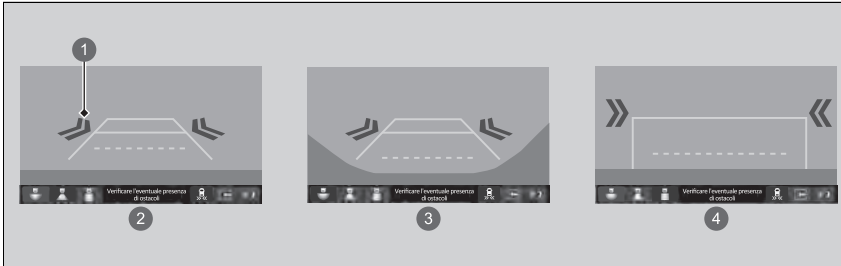 1
Verificare l'eventuale presenza
di ostacoli
2
Verificare l'eventuale presenza
di ostacoli
3
Verificare l'eventuale presenza
di ostacoli
4